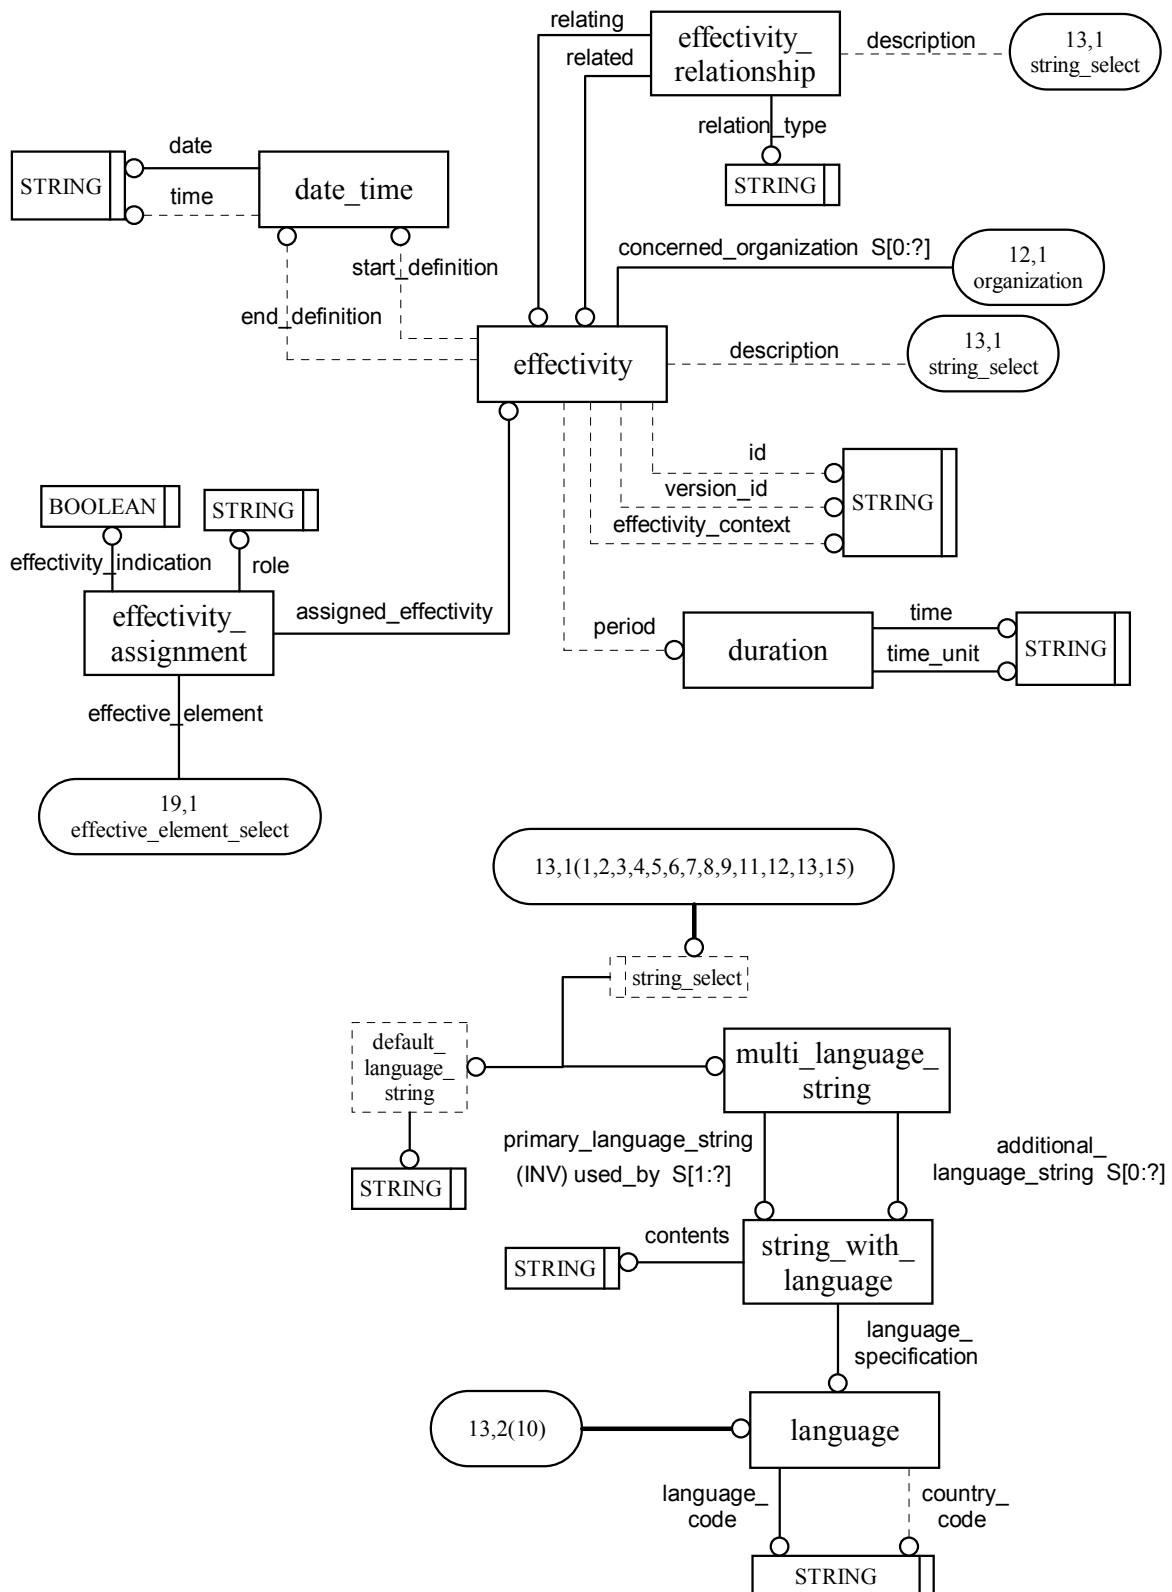 relating
effectivity_
relationship
description
13,1
string_select
related
relation_type
STRING
date
STRING
time
date_time
start_definition
end_definition
concerned_organization S[0:?]
12,1
organization
effectivity
description
13,1
string_select
id
version_id
effectivity_context
STRING
BOOLEAN
STRING
effectivity_indication
role
effectivity_
assignment
assigned_effectivity
period
duration
time
time_unit
STRING
effective_element
19,1
effective_element_select
13,1(1,2,3,4,5,6,7,8,9,11,12,13,15)
string_select
default_
language_
string
multi_language_
string
STRING
primary_language_string
(INV) used_by S[1:?]
additional_
language_string S[0:?]
contents
STRING
string_with_
language
language_
specification
13,2(10)
language
language_
code
country_
code
STRING